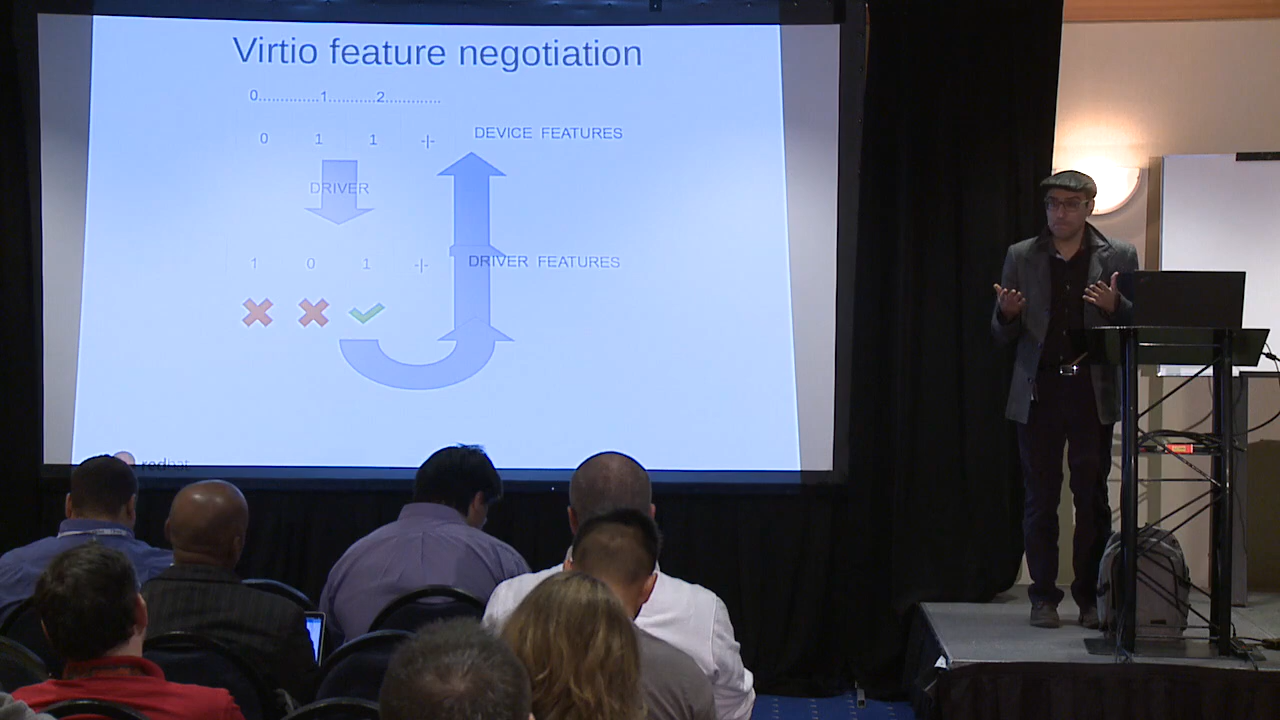 Virtio feature negotiation
0..............1...........2.............
0 1 1 -|- DEVICE FEATURES
DRIVER
1 0 1 -|- DRIVER FEATURES
redhat